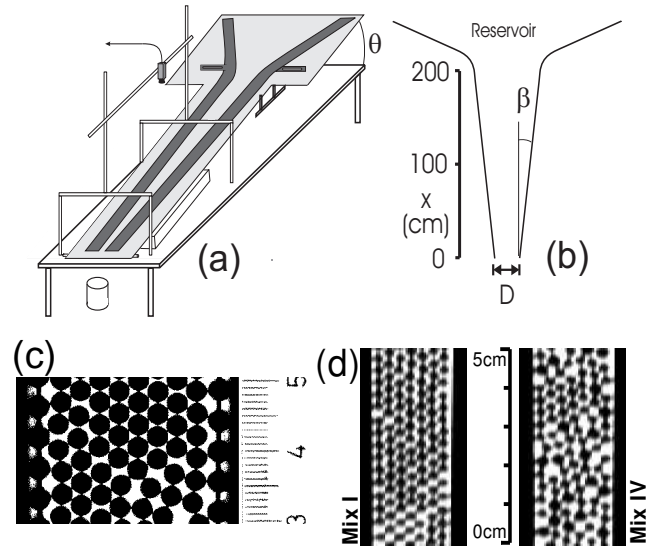 θ
(a)
Reservoir
200
β
100
x
(cm)
0
(b)
D
(c)
5
4
3
(d)
Mix I
5cm
0cm
Mix IV